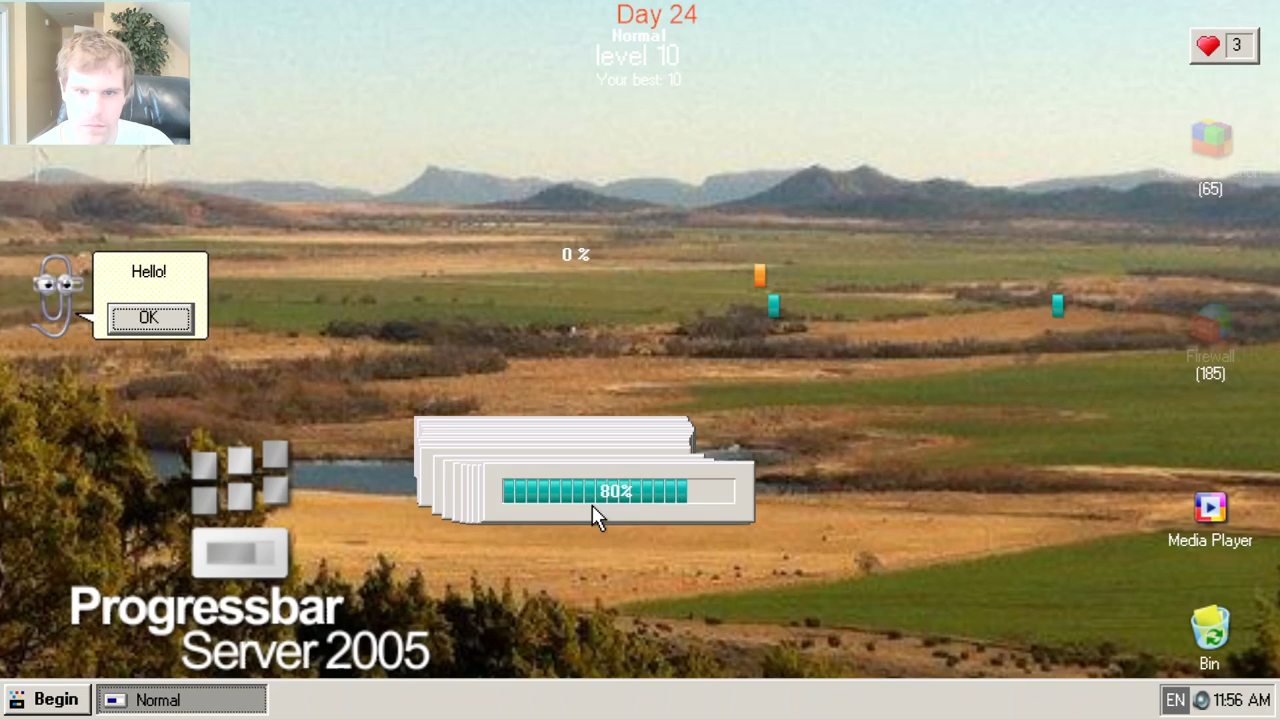 Day 24
Normal
level 10
Your best: 10
3
(65)
0 %
Hello!
OK
Firewall
(185)
80%
Media Player
Progressbar
Server 2005
Bin
Begin
Normal
EN
11:56 AM